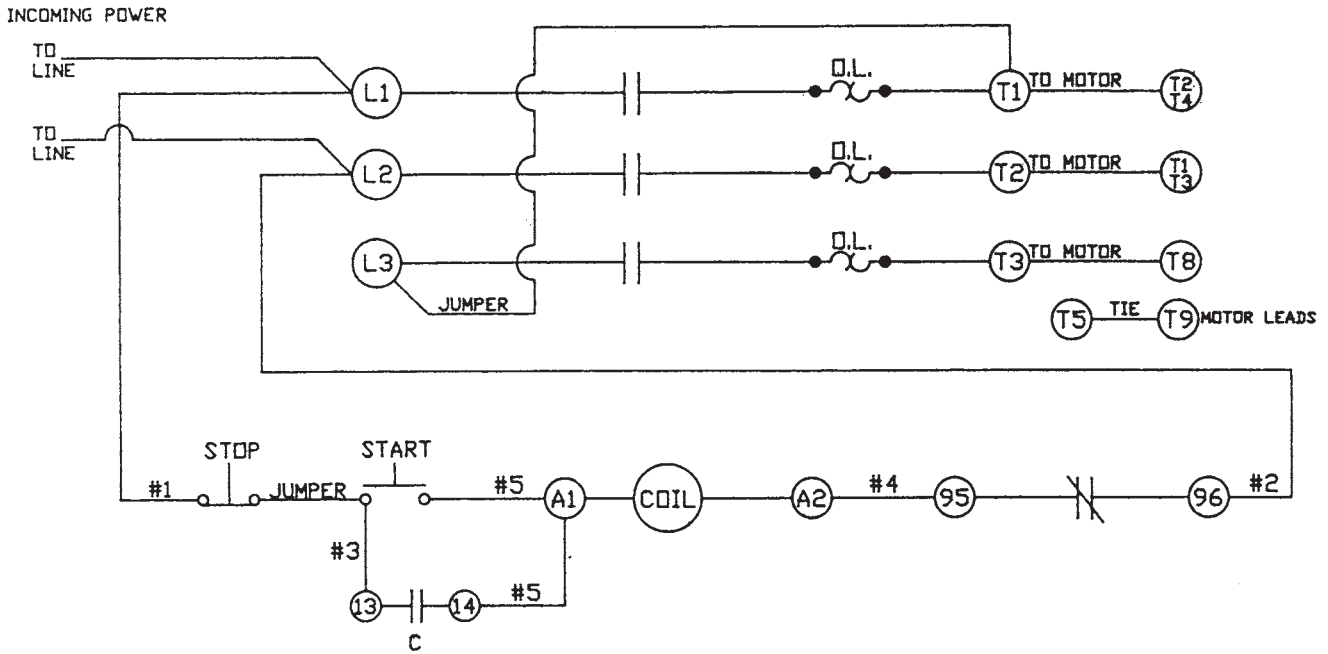 INCOMING POWER
TO
LINE
L1
O.L.
T1
TO MOTOR
T2
T4
TO
LINE
L2
O.L.
T2
TO MOTOR
T1
T3
L3
JUMPER
O.L.
T3
TO MOTOR
T8
T5
TIE
T9
MOTOR LEADS
STOP
START
#1
JUMPER
#5
A1
COIL
A2
#4
95
96
#2
#3
13
14
#5
C